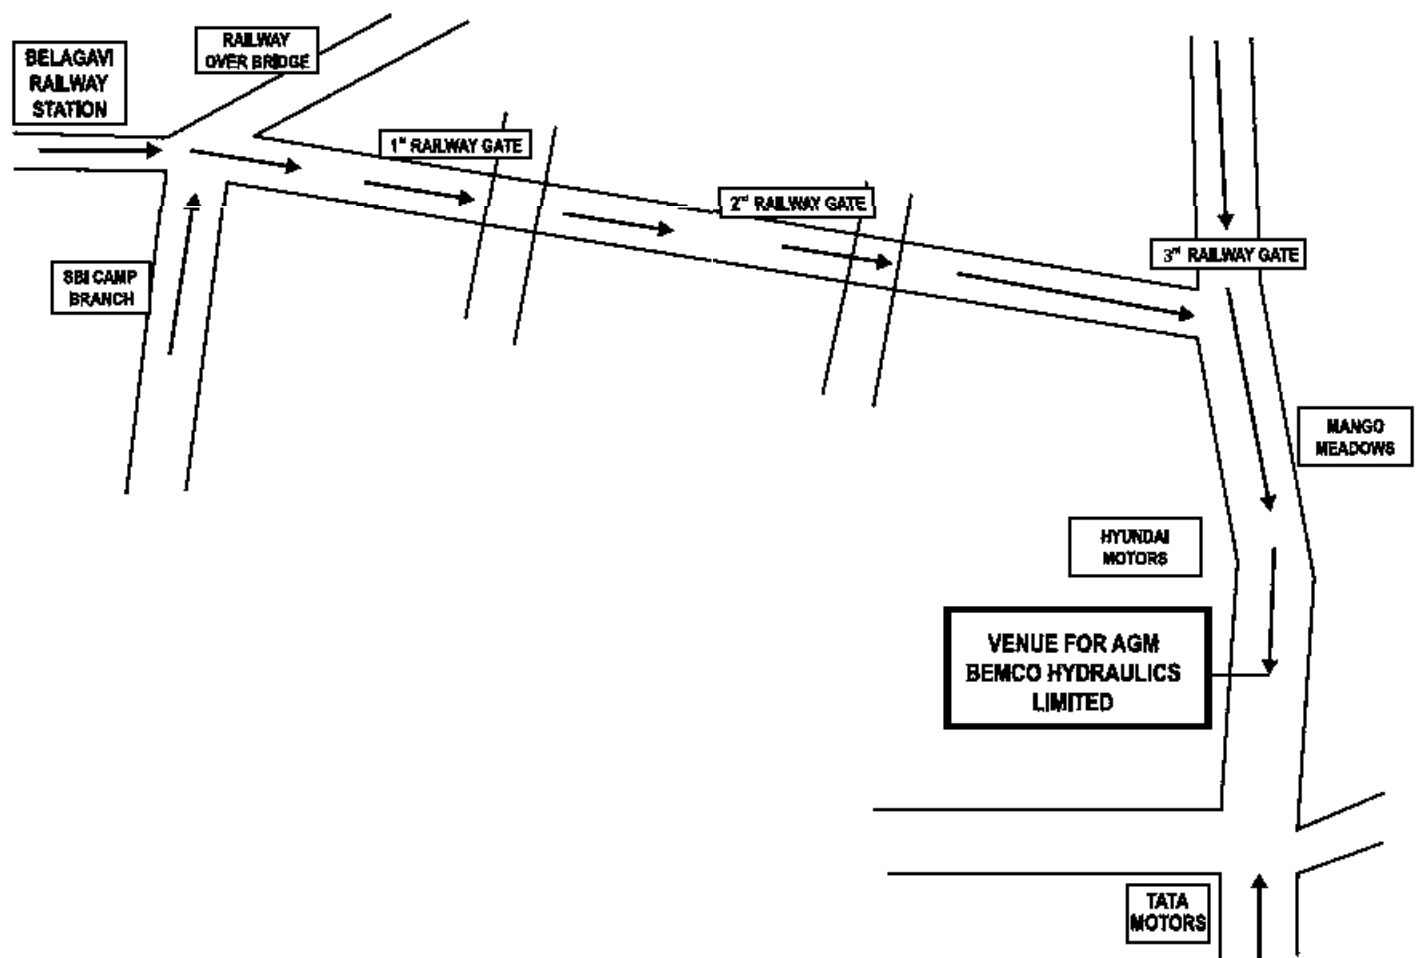 BELAGAVI
RAILWAY
STATION
RAILWAY
OVER BRIDGE
1st RAILWAY GATE
2nd RAILWAY GATE
3rd RAILWAY GATE
SBI CAMP
BRANCH
MANGO
MEADOWS
HYUNDAI
MOTORS
VENUE FOR AGM
BEMCO HYDRAULICS
LIMITED
TATA
MOTORS